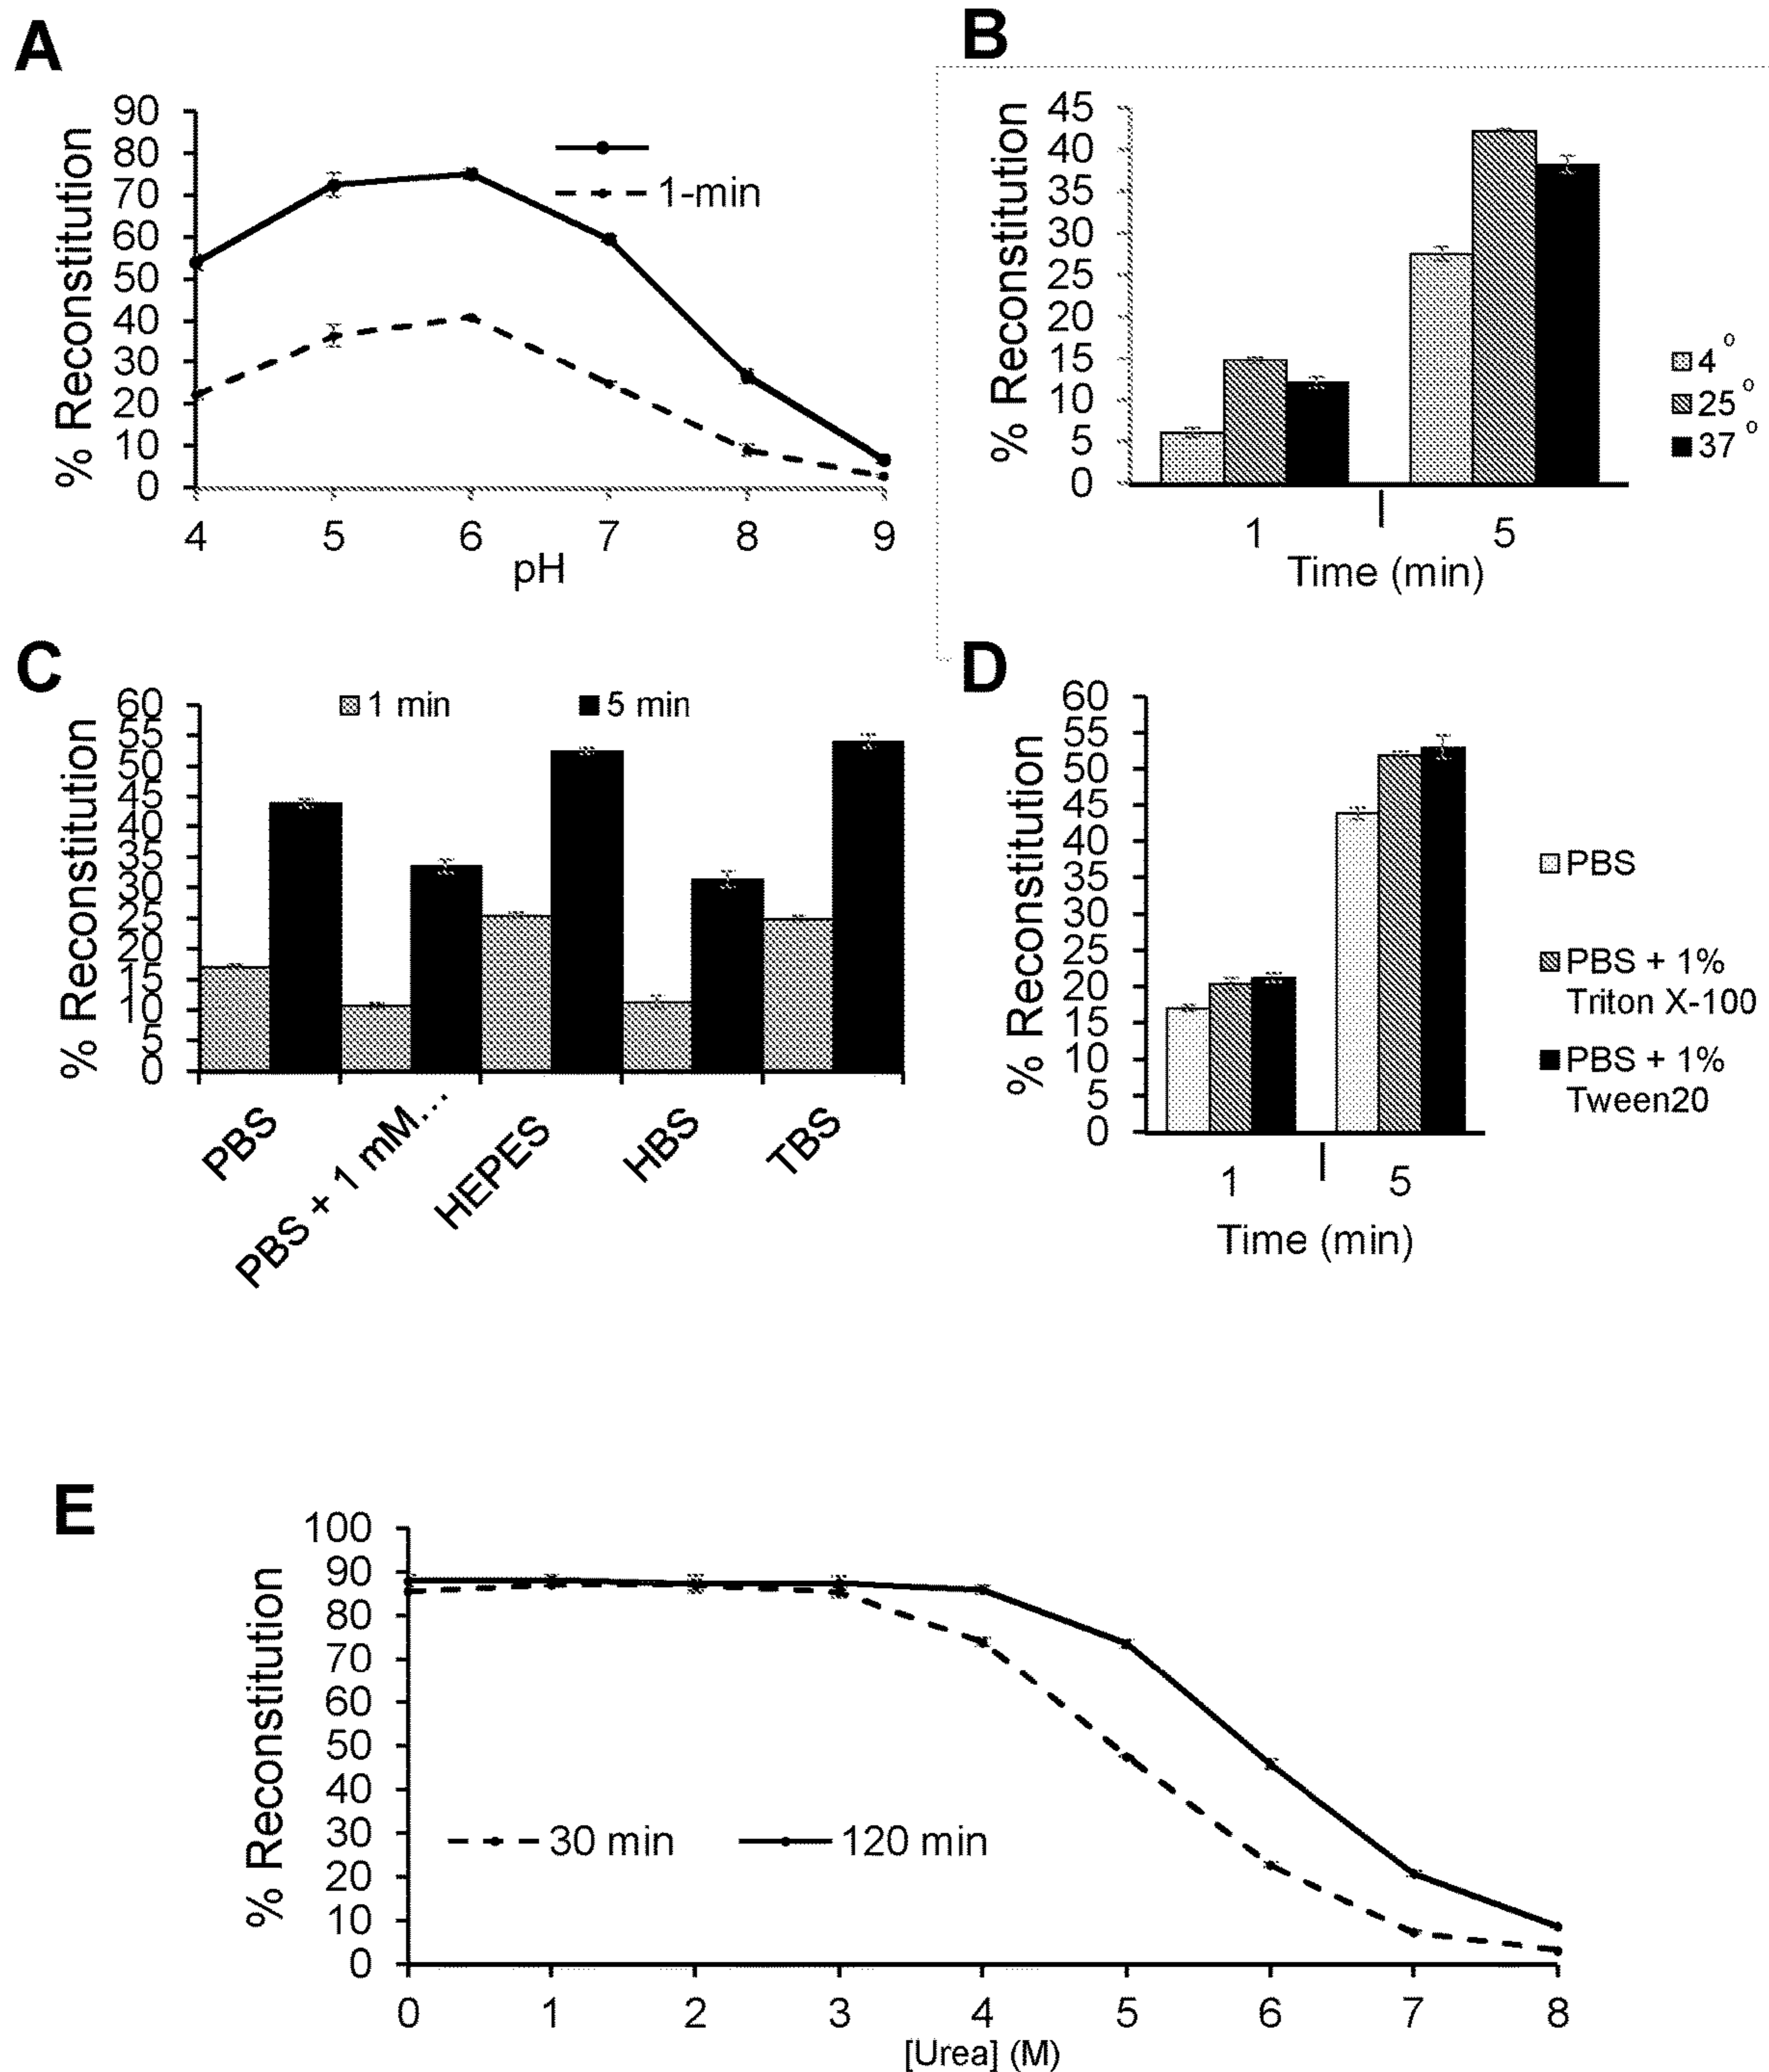 A
% Reconstitution
90
80
70
60
50
40
30
20
10
0
1-min
4 5 6 7 8 9
pH
B
% Reconstitution
45
40
35
30
25
20
15
10
5
0
4 °
25 °
37 °
1 5
Time (min)
C
% Reconstitution
60
55
50
45
40
35
30
25
20
15
10
5
0
1 min 5 min
PBS
PBS + 1 mM...
HEPES
HBS
TBS
D
% Reconstitution
60
55
50
45
40
35
30
25
20
15
10
5
0
PBS
PBS + 1%
Triton X-100
PBS + 1%
Tween20
1 5
Time (min)
E
% Reconstitution
100
90
80
70
60
50
40
30
20
10
0
30 min 120 min
0 1 2 3 4 5 6 7 8
[Urea] (M)